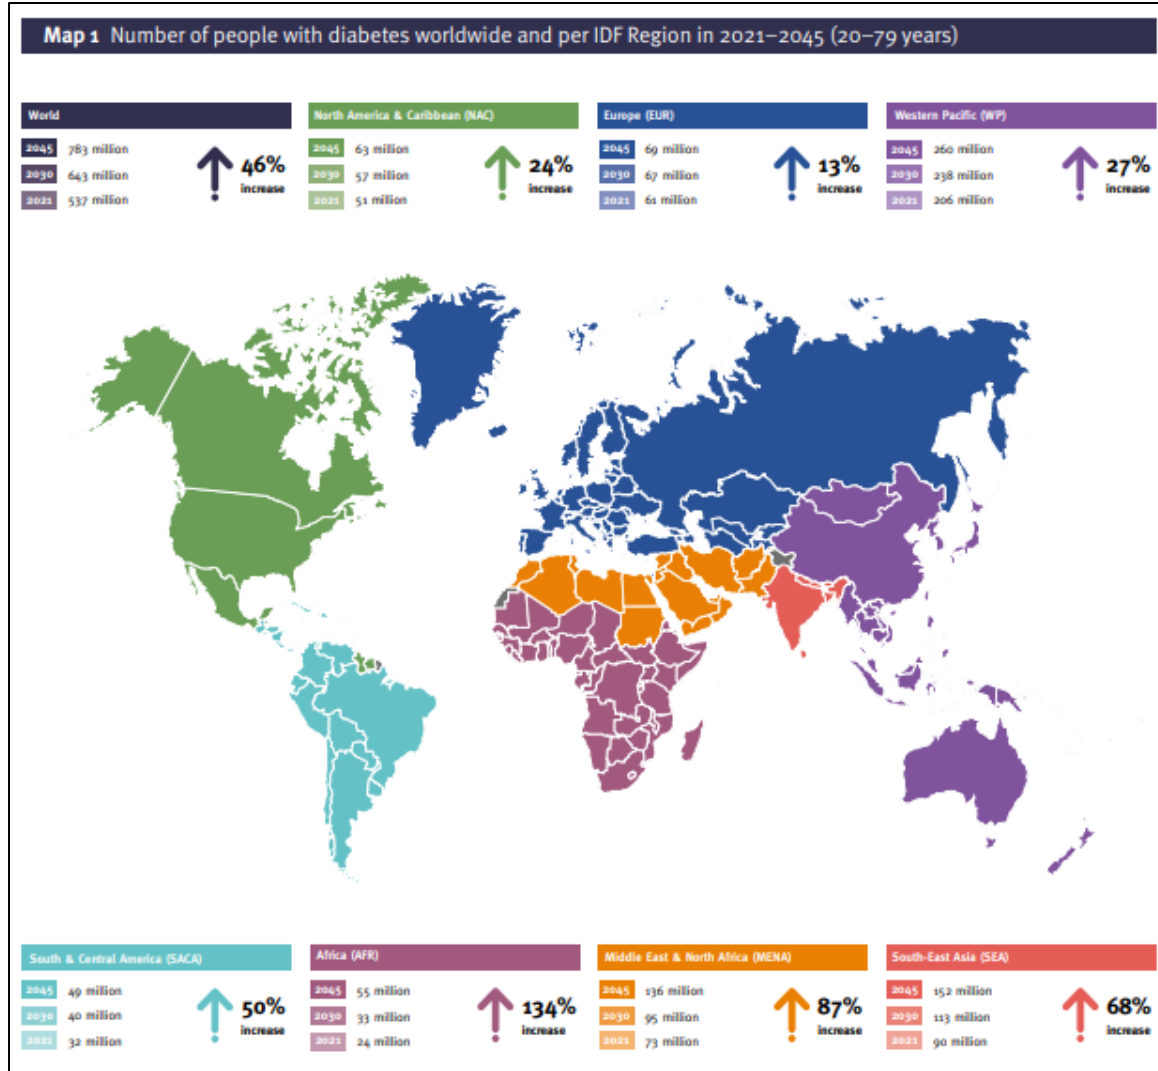 Map 1 Number of people with diabetes worldwide and per IDF Region in 2021–2045 (20–79 years)
World
2045 783 million
2030 643 million
2021 537 million
46%
increase
North America & Caribbean (NAC)
2045 63 million
2030 57 million
2021 51 million
24%
increase
Europe (EUR)
2045 69 million
2030 67 million
2021 61 million
13%
increase
Western Pacific (WP)
2045 260 million
2030 238 million
2021 206 million
27%
increase
South & Central America (SACA)
2045 49 million
2030 40 million
2021 32 million
50%
increase
Africa (AFR)
2045 55 million
2030 33 million
2021 24 million
134%
increase
Middle East & North Africa (MENA)
2045 136 million
2030 95 million
2021 73 million
87%
increase
South-East Asia (SEA)
2045 152 million
2030 113 million
2021 90 million
68%
increase